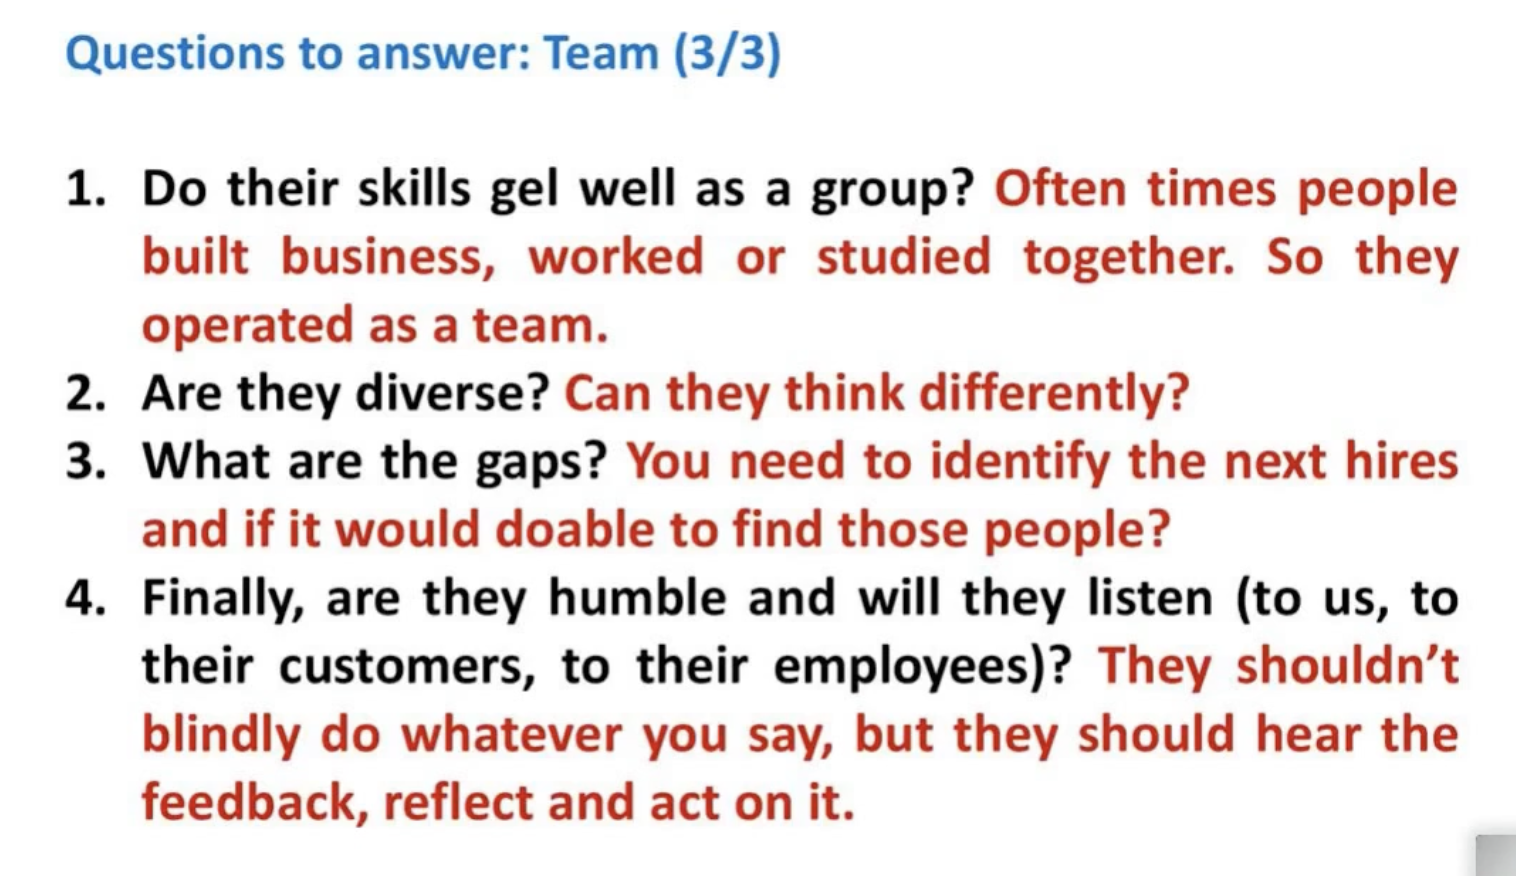 Questions to answer: Team (3/3)
1. Do their skills gel well as a group? Often times people
built business, worked or studied together. So they
operated as a team.
2. Are they diverse? Can they think differently?
3. What are the gaps? You need to identify the next hires
and if it would doable to find those people?
4. Finally, are they humble and will they listen (to us, to
their customers, to their employees)? They shouldn’t
blindly do whatever you say, but they should hear the
feedback, reflect and act on it.